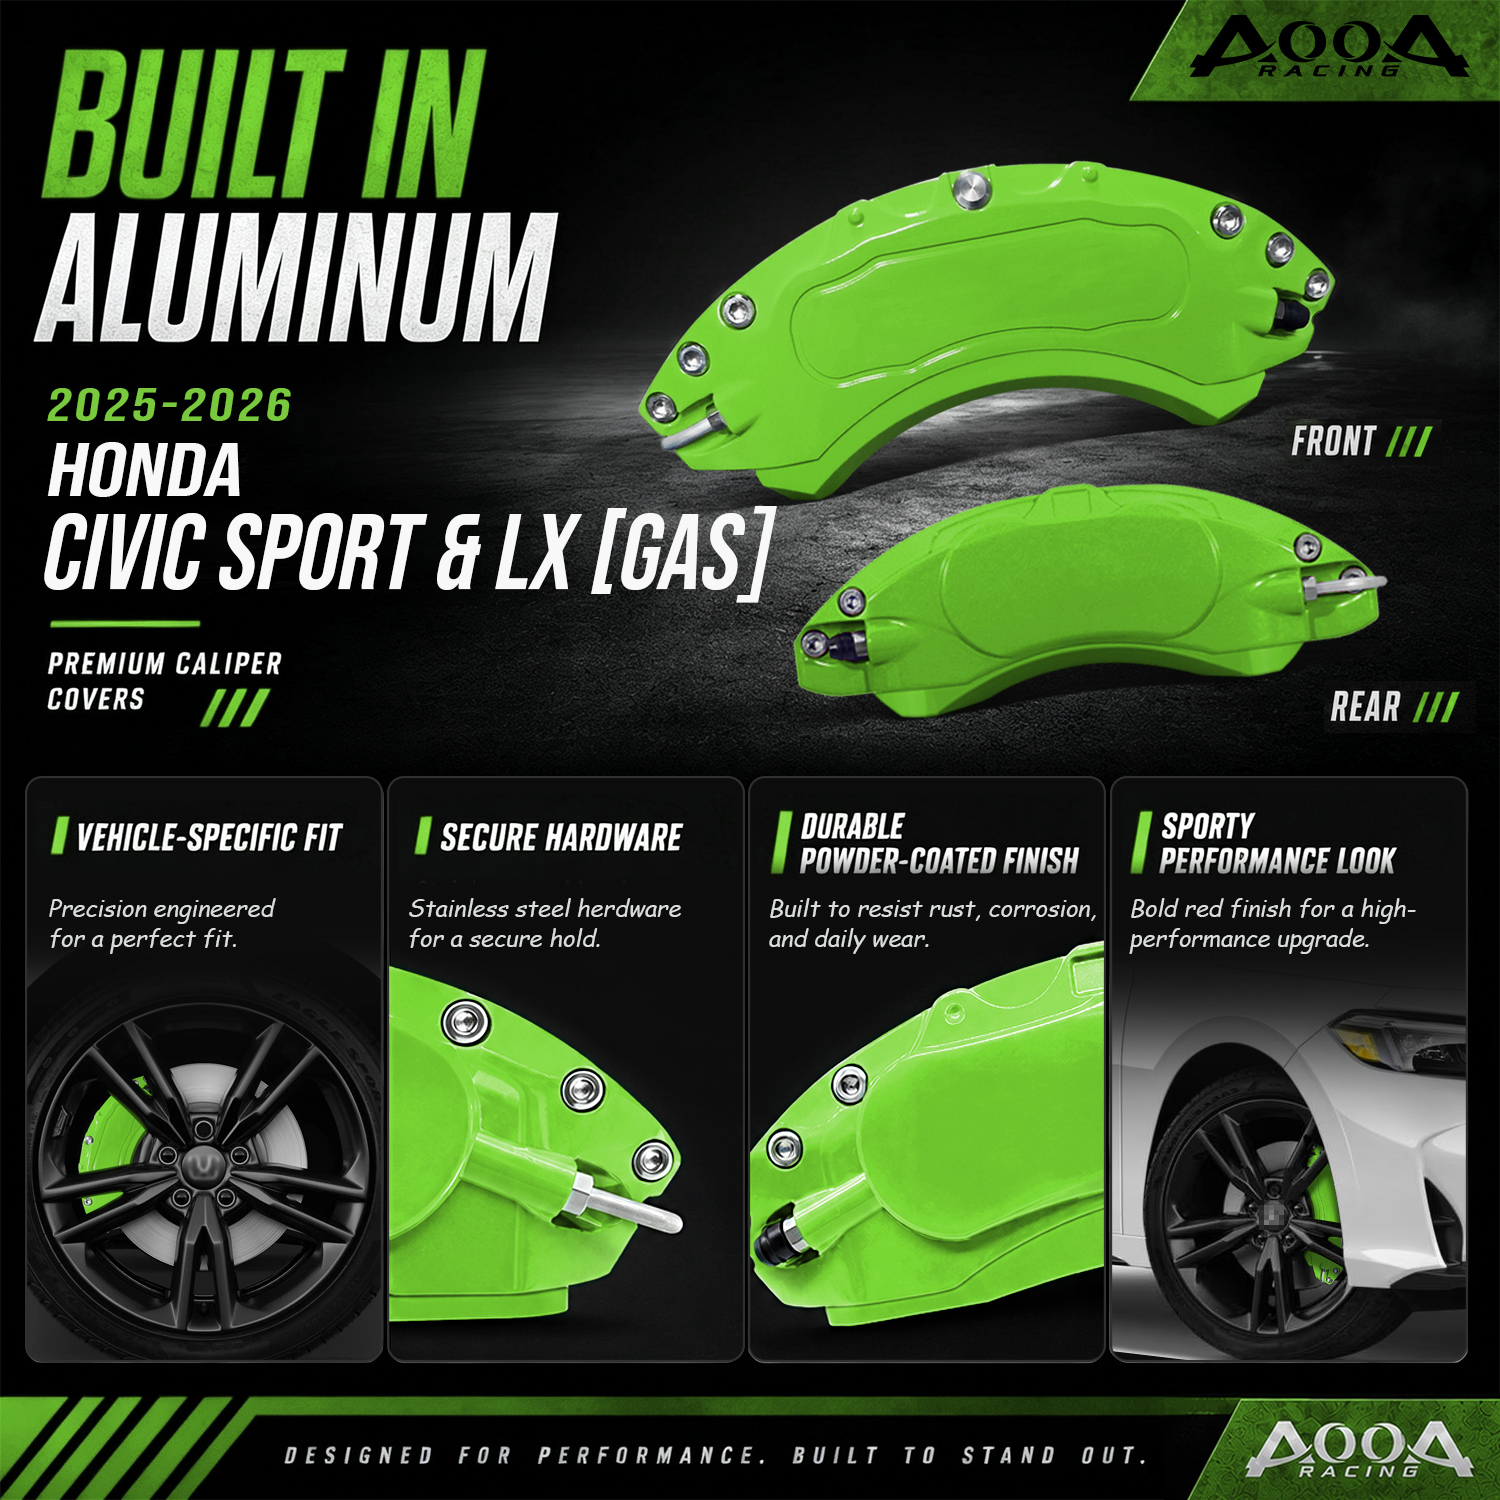 AOOA
RACING
BUILT IN
ALUMINUM
2025-2026
HONDA
CIVIC SPORT & LX [GAS]
PREMIUM CALIPER
COVERS
FRONT
REAR
VEHICLE-SPECIFIC FIT
Precision engineered
for a perfect fit.
SECURE HARDWARE
Stainless steel herdware
for a secure hold.
DURABLE
POWDER-COATED FINISH
Built to resist rust, corrosion,
and daily wear.
SPORTY
PERFORMANCE LOOK
Bold red finish for a high-
performance upgrade.
DESIGNED FOR PERFORMANCE. BUILT TO STAND OUT.
AOOA
RACING